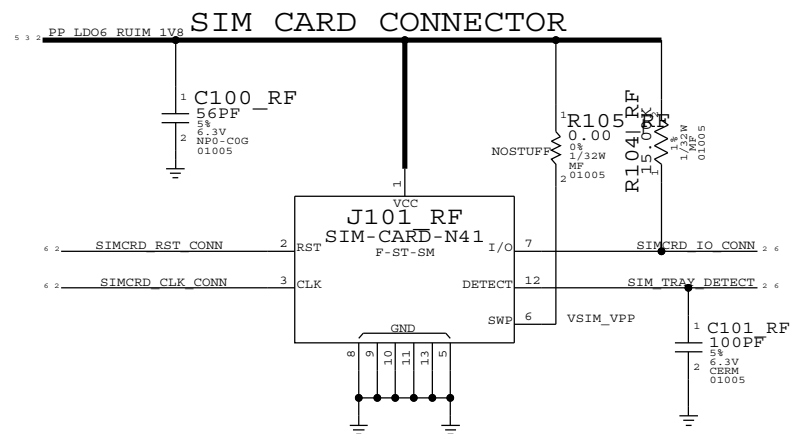 SIM CARD CONNECTOR
5 3 2 PP_LDO6_RUIM_1V8
1 C100_RF
56PF
5%
6.3V
2 NP0-C0G
01005
1 R105_RF
0.00
NOSTUFF 0%
1/32W
MF
2 01005
R104_RF
15.00K
1%
1/32W
MF
01005
2
1
1
VCC
J101_RF
SIM-CARD-N41
F-ST-SM
6 2 SIMCRD_RST_CONN 2 RST
I/O 7 SIMCRD_IO_CONN 2 6
6 2 SIMCRD_CLK_CONN 3 CLK
DETECT 12 SIM_TRAY_DETECT 2 6
SWP 6 VSIM_VPP
GND
8 9 10 11 13 5
1 C101_RF
100PF
5%
6.3V
2 CERM
01005